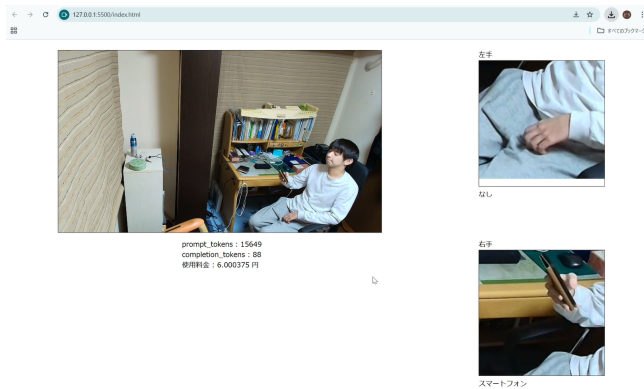 127.0.0.1:5500/index.html
すべてのブックマーク
左手
なし
prompt_tokens：15649
completion_tokens：88
使用料金：6.000375 円
右手
スマートフォン